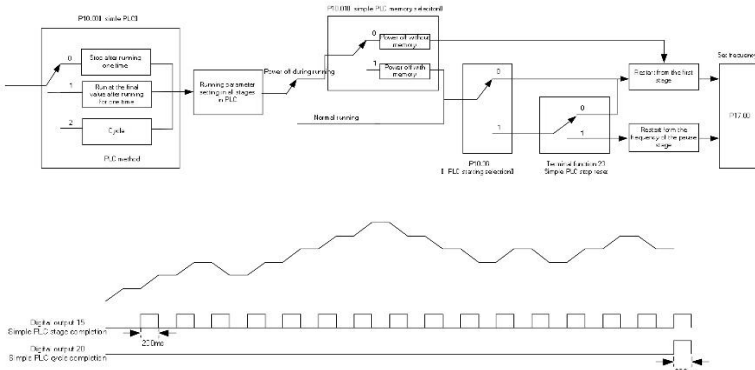 P10.00【 simple PLC】
0
Stop after running
one time
1
Run at the final
value after running
for one time
2
Cycle
PLC method
Running parameter
setting in all stages
in PLC
Power off during running
P10.01【 simple PLC memory selection】
0
Power off without
memory
1
Power off with
memory
Normal running
0
1
PLC starting selection】
0
1
Terminal function 23
Simple PLC stop reset
Restart from the first
stage
Restart form the
frequency of the pause
stage
Set frequency
P17.00
Digital output 15
Simple PLC stage completion
200ms
Digital output 20
Simple PLC cycle completion